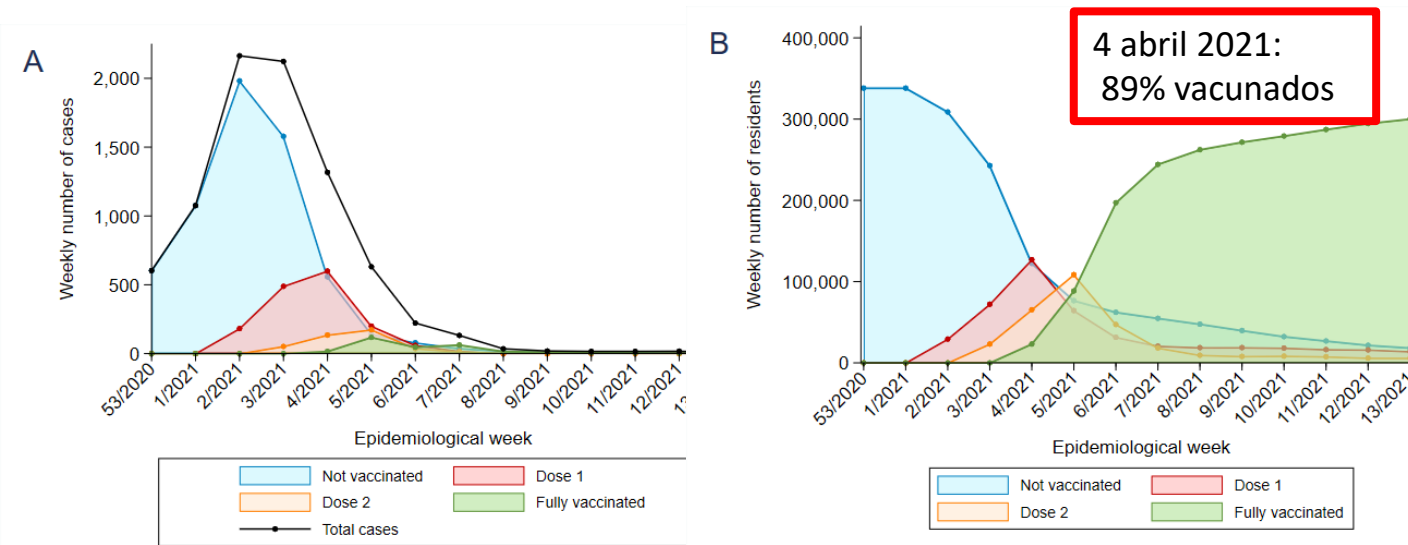 A
Weekly number of cases
2,000
1,500
1,000
500
0
53/2020
1/2021
2/2021
3/2021
4/2021
5/2021
6/2021
7/2021
8/2021
9/2021
10/2021
11/2021
12/2021
Epidemiological week
Not vaccinated
Dose 1
Dose 2
Fully vaccinated
Total cases
B
4 abril 2021:
89% vacunados
Weekly number of residents
400,000
300,000
200,000
100,000
0
53/2020
1/2021
2/2021
3/2021
4/2021
5/2021
6/2021
7/2021
8/2021
9/2021
10/2021
11/2021
12/2021
13/2021
Epidemiological week
Not vaccinated
Dose 1
Dose 2
Fully vaccinated